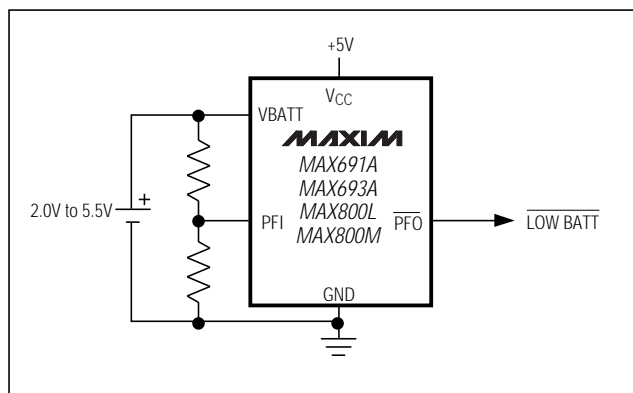 +5V
VCC
VBATT
MAXIM
MAX691A
MAX693A
MAX800L
MAX800M
2.0V to 5.5V
+
PFI
PFO
LOW BATT
GND